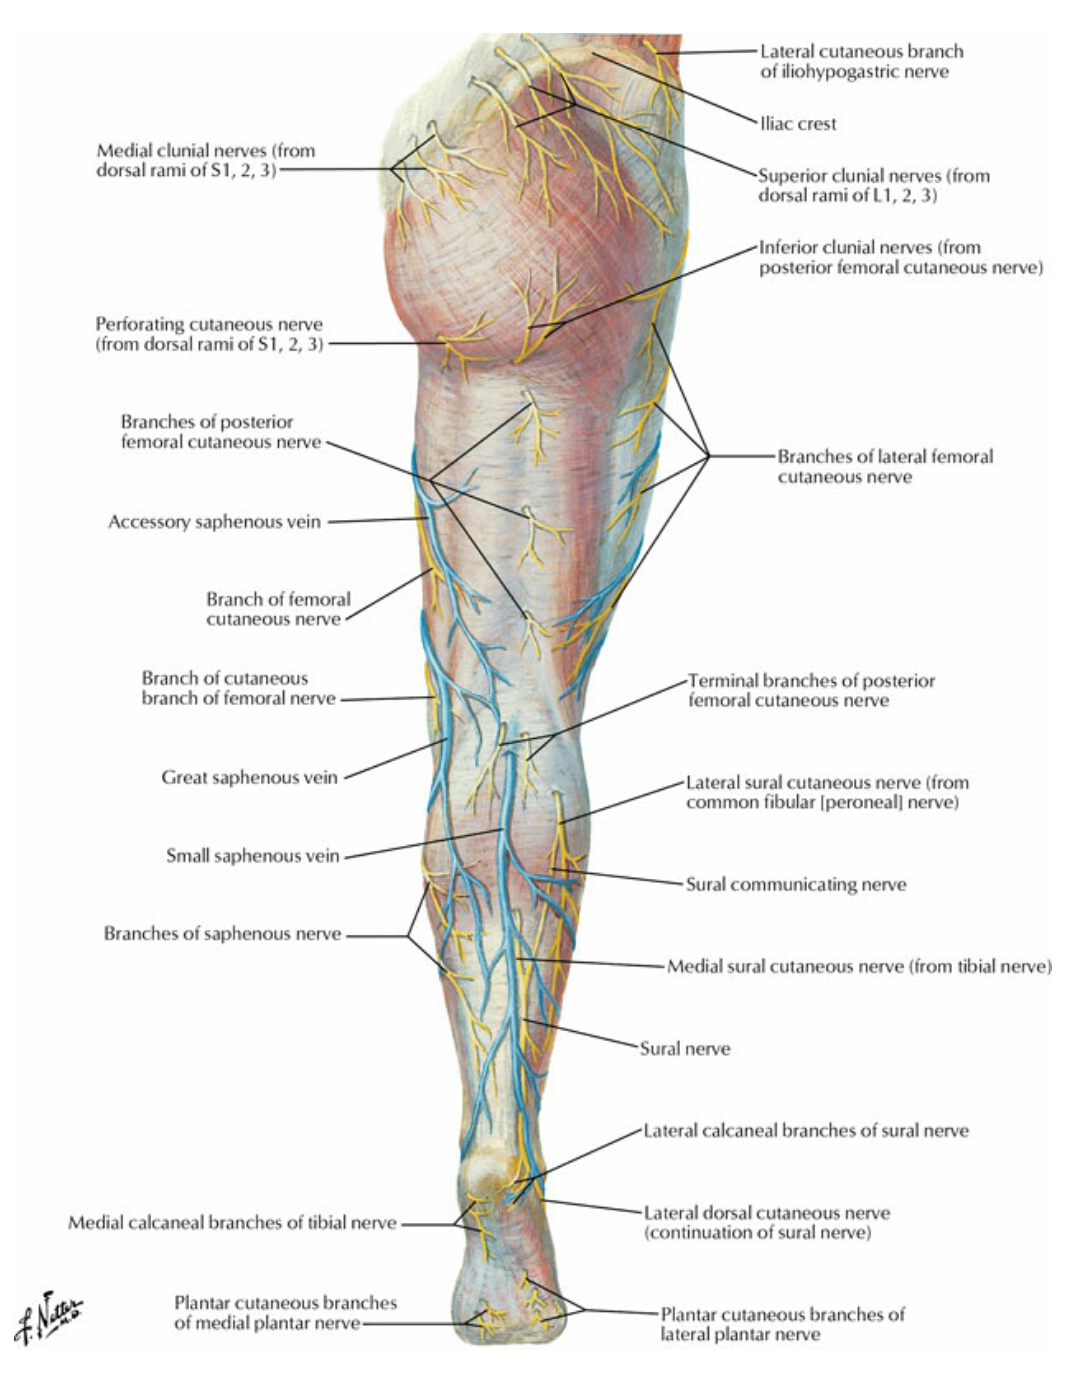 Lateral cutaneous branch
of iliohypogastric nerve
Iliac crest
Medial clunial nerves (from
dorsal rami of S1, 2, 3)
Superior clunial nerves (from
dorsal rami of L1, 2, 3)
Inferior clunial nerves (from
posterior femoral cutaneous nerve)
Perforating cutaneous nerve
(from dorsal rami of S1, 2, 3)
Branches of posterior
femoral cutaneous nerve
Branches of lateral femoral
cutaneous nerve
Accessory saphenous vein
Branch of femoral
cutaneous nerve
Branch of cutaneous
branch of femoral nerve
Terminal branches of posterior
femoral cutaneous nerve
Great saphenous vein
Lateral sural cutaneous nerve (from
common fibular [peroneal] nerve)
Small saphenous vein
Sural communicating nerve
Branches of saphenous nerve
Medial sural cutaneous nerve (from tibial nerve)
Sural nerve
Lateral calcaneal branches of sural nerve
Medial calcaneal branches of tibial nerve
Lateral dorsal cutaneous nerve
(continuation of sural nerve)
Plantar cutaneous branches
of medial plantar nerve
Plantar cutaneous branches of
lateral plantar nerve
F. Netter
M.D.